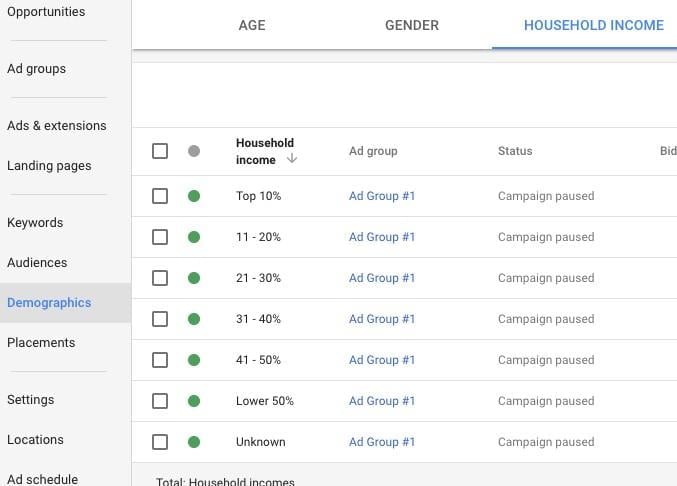 Opportunities
Ad groups
Ads & extensions
Landing pages
Keywords
Audiences
Demographics
Placements
Settings
Locations
Ad schedule
AGE GENDER HOUSEHOLD INCOME
Household
income Ad group Status Bid
Top 10% Ad Group #1 Campaign paused
11 - 20% Ad Group #1 Campaign paused
21 - 30% Ad Group #1 Campaign paused
31 - 40% Ad Group #1 Campaign paused
41 - 50% Ad Group #1 Campaign paused
Lower 50% Ad Group #1 Campaign paused
Unknown Ad Group #1 Campaign paused
Total: Household incomes